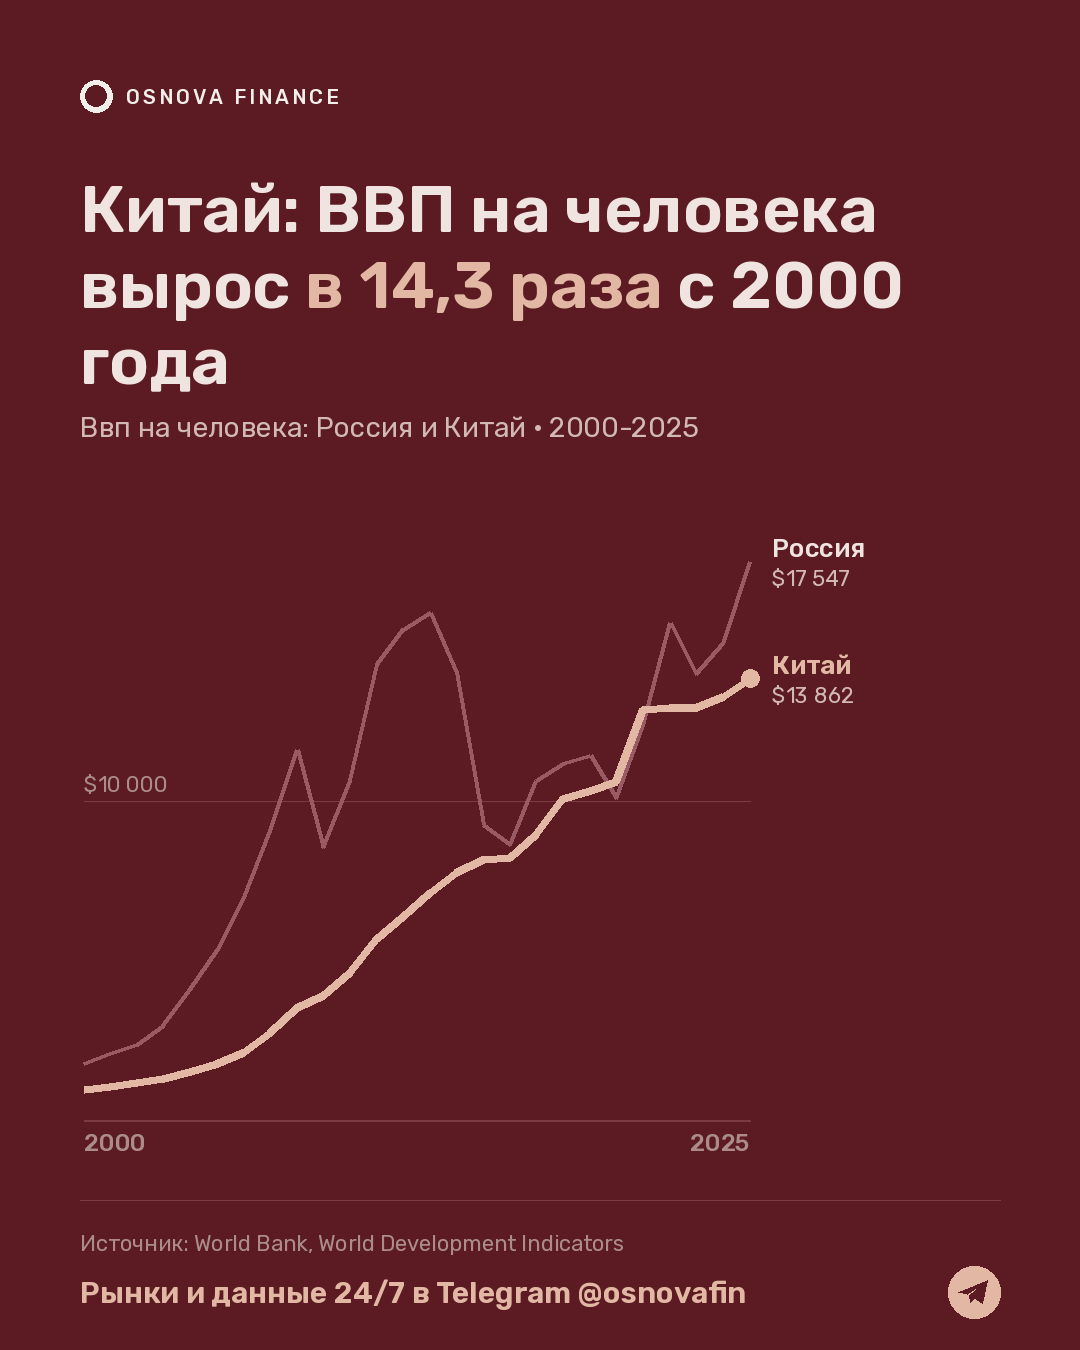 OSNOVA FINANCE
Китай: ВВП на человека
вырос в 14,3 раза с 2000
года
Ввп на человека: Россия и Китай • 2000–2025
Россия
$17 547
Китай
$13 862
$10 000
2000
2025
Источник: World Bank, World Development Indicators
Рынки и данные 24/7 в Telegram @osnovafin